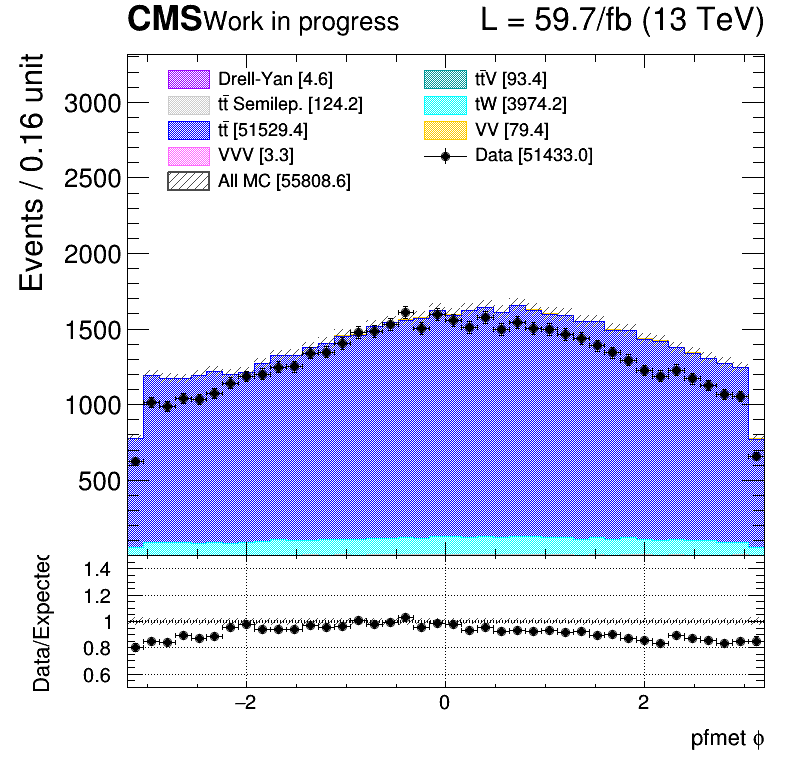 CMS Work in progress L = 59.7/fb (13 TeV)
Events / 0.16 unit
3000
2500
2000
1500
1000
500
Drell-Yan [4.6]
tt̄ Semilep. [124.2]
tt̄ [51529.4]
VVV [3.3]
All MC [55808.6]
tt̄V [93.4]
tW [3974.2]
VV [79.4]
Data [51433.0]
Data/Expected
1.4
1.2
1
0.8
0.6
−2 0 2
pfmet ϕ